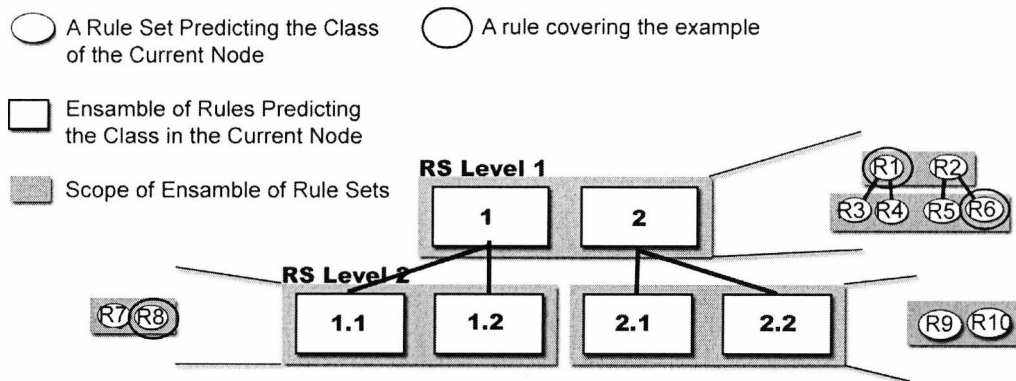 A Rule Set Predicting the Class
of the Current Node
A rule covering the example
Ensamble of Rules Predicting
the Class in the Current Node
Scope of Ensamble of Rule Sets
RS Level 1
1
2
R1
R2
R3
R4
R5
R6
RS Level 2
1.1
1.2
2.1
2.2
R7
R8
R9
R10